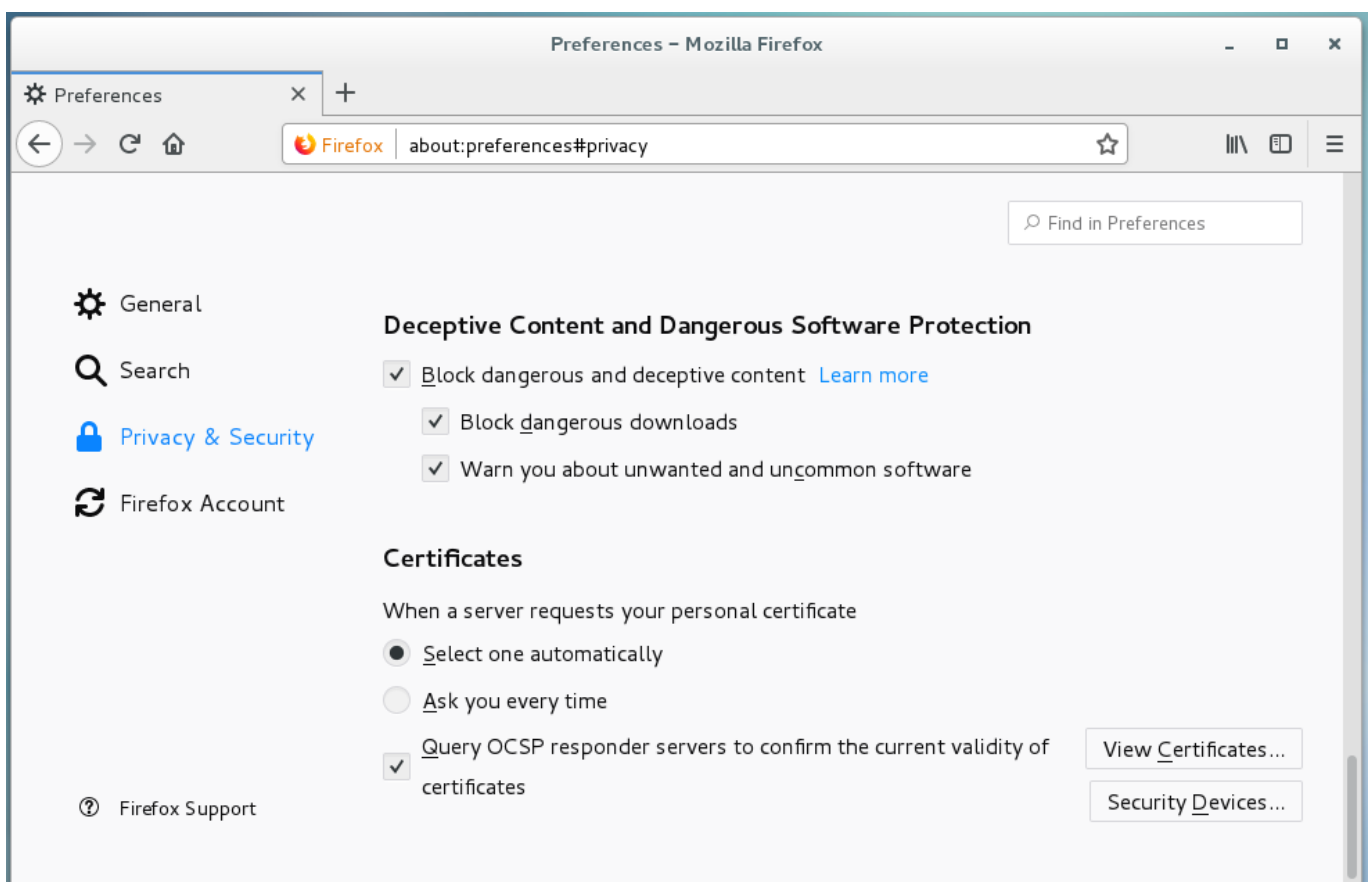 Preferences – Mozilla Firefox
Preferences
Firefox about:preferences#privacy
Find in Preferences
General
Search
Privacy & Security
Firefox Account
Firefox Support
Deceptive Content and Dangerous Software Protection
Block dangerous and deceptive content Learn more
Block dangerous downloads
Warn you about unwanted and uncommon software
Certificates
When a server requests your personal certificate
Select one automatically
Ask you every time
Query OCSP responder servers to confirm the current validity of
certificates
View Certificates...
Security Devices...